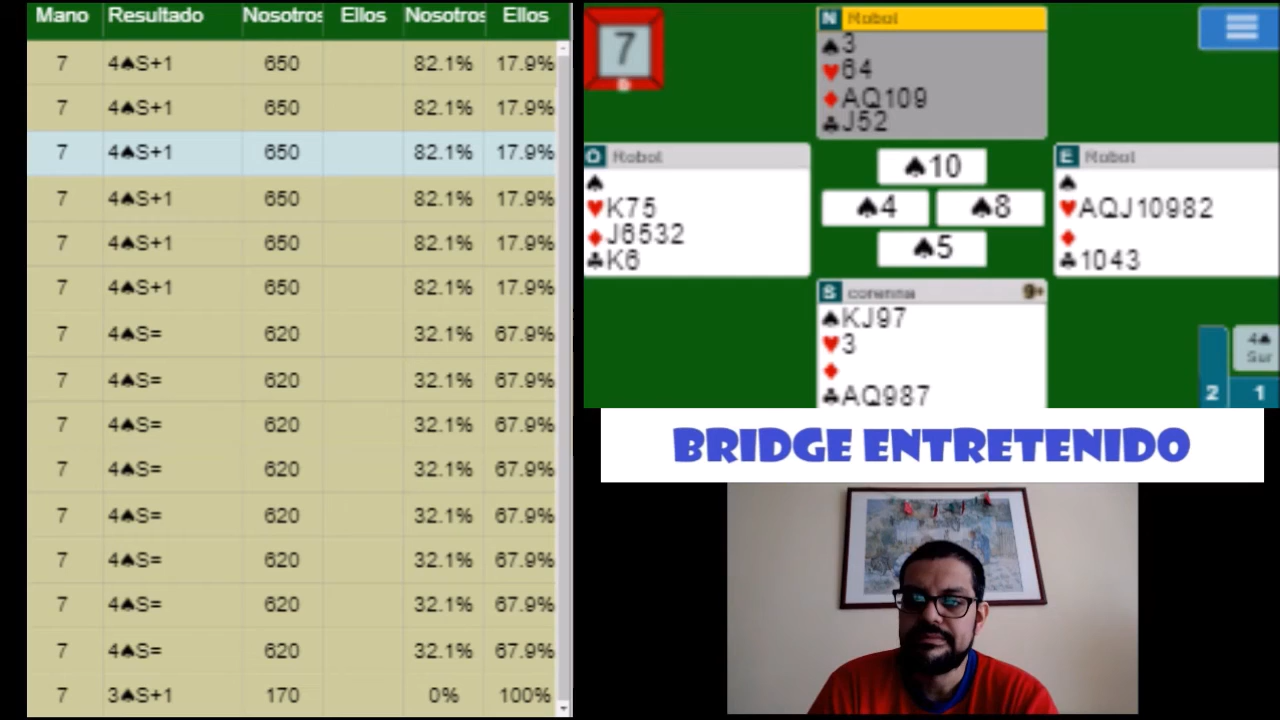 Mano Resultado Nosotros Ellos Nosotros Ellos
7 4♠S+1 650 82.1% 17.9%
7 4♠S+1 650 82.1% 17.9%
7 4♠S+1 650 82.1% 17.9%
7 4♠S+1 650 82.1% 17.9%
7 4♠S+1 650 82.1% 17.9%
7 4♠S+1 650 82.1% 17.9%
7 4♠S= 620 32.1% 67.9%
7 4♠S= 620 32.1% 67.9%
7 4♠S= 620 32.1% 67.9%
7 4♠S= 620 32.1% 67.9%
7 4♠S= 620 32.1% 67.9%
7 4♠S= 620 32.1% 67.9%
7 4♠S= 620 32.1% 67.9%
7 4♠S= 620 32.1% 67.9%
7 3♠S+1 170 0% 100%
7
D
N Robot
♠3
♥64
♦AQ109
♣J52
O Robot
♠
♥K75
♦J6532
♣K6
♠10
♠4 ♠8
♠5
E Robot
♠
♥AQJ10982
♦
♣1043
S corenna 9+
♠KJ97
♥3
♦
♣AQ987
4♠
Sur
2 1
BRIDGE ENTRETENIDO